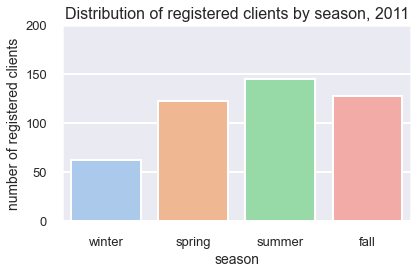 Distribution of registered clients by season, 2011
number of registered clients
200
150
100
50
0
winter spring summer fall
season